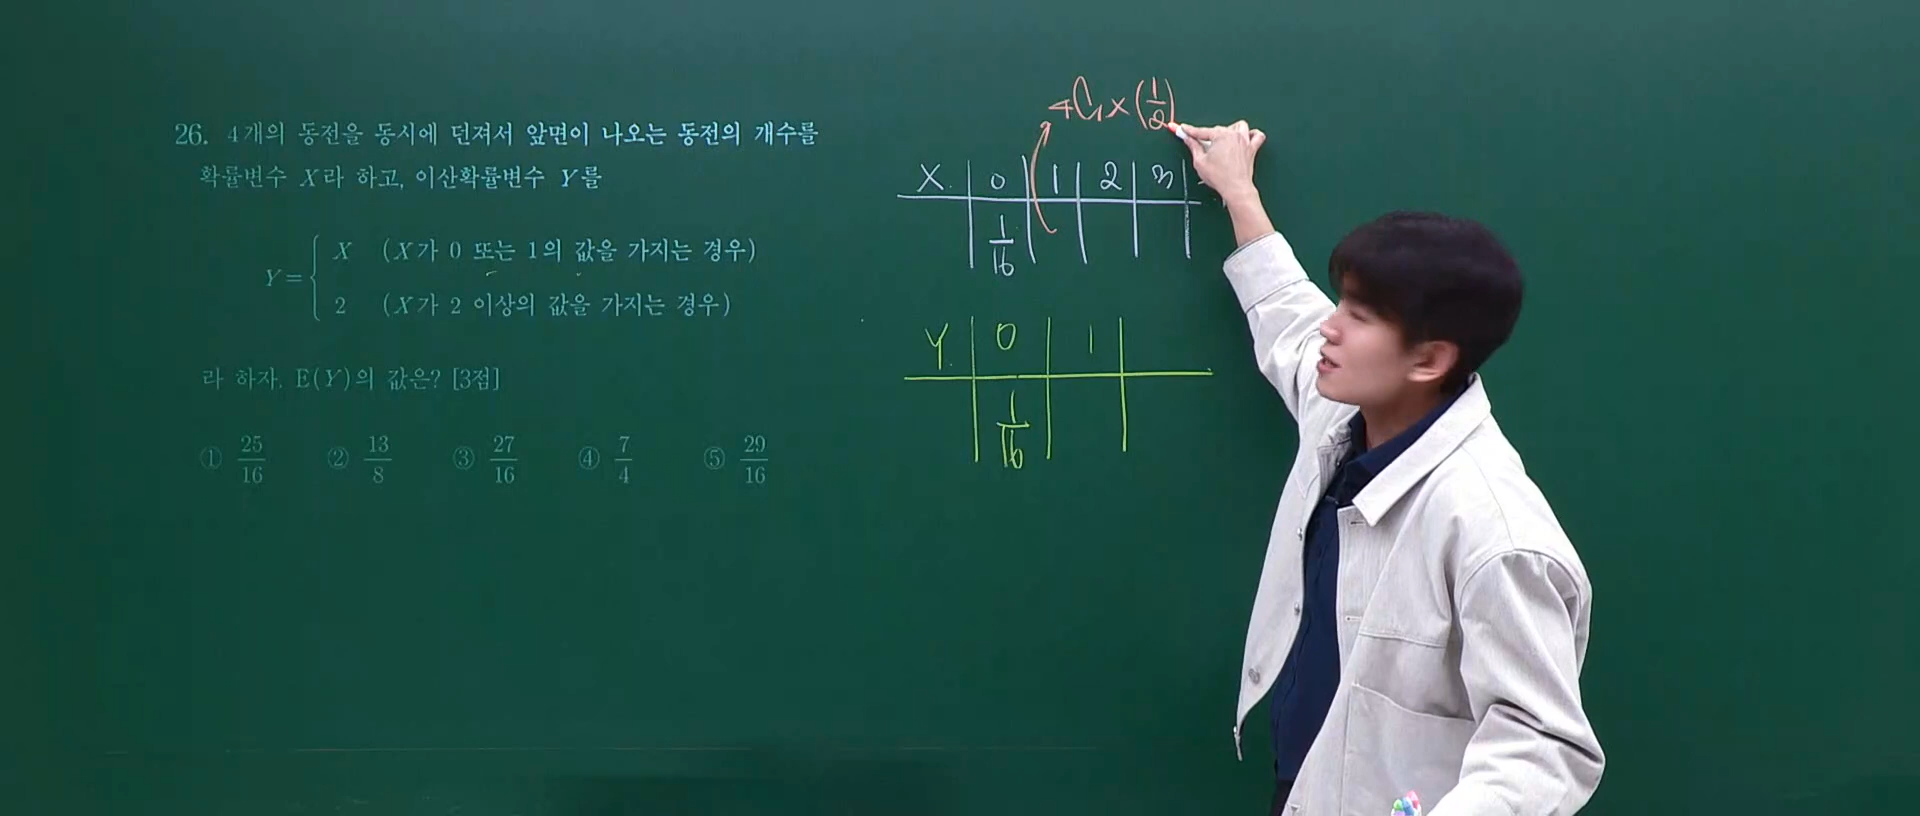 26. 4개의 동전을 동시에 던져서 앞면이 나오는 동전의 개수를
확률변수 X라 하고, 이산확률변수 Y를
Y = { X (X가 0 또는 1의 값을 가지는 경우)
2 (X가 2 이상의 값을 가지는 경우)
라 하자. E(Y)의 값은? [3점]
① 25/16 ② 13/8 ③ 27/16 ④ 7/4 ⑤ 29/16
₄C₁ × (1/2)
X 0 1 2 3
1/16
Y 0 1
1/16